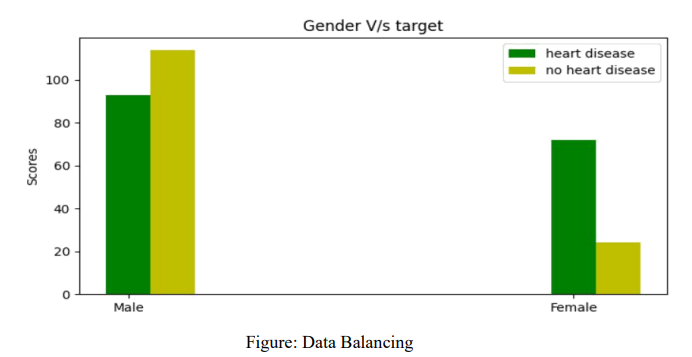 Gender V/s target
heart disease
no heart disease
100
80
60
40
20
0
Scores
Male
Female
Figure: Data Balancing